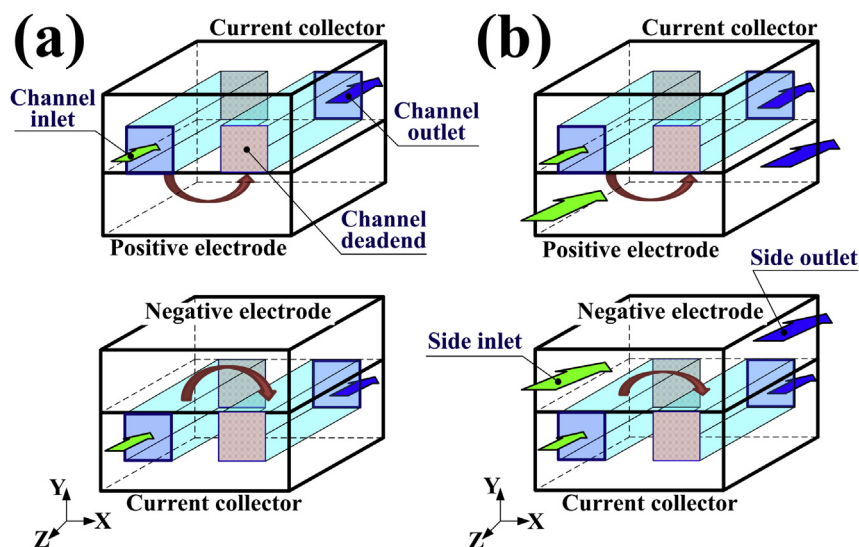 (a)
Current collector
Channel
inlet
Channel
outlet
Channel
deadend
Positive electrode
Negative electrode
Current collector
Y
X
Z
(b)
Current collector
Positive electrode
Side outlet
Negative electrode
Side inlet
Current collector
Y
X
Z